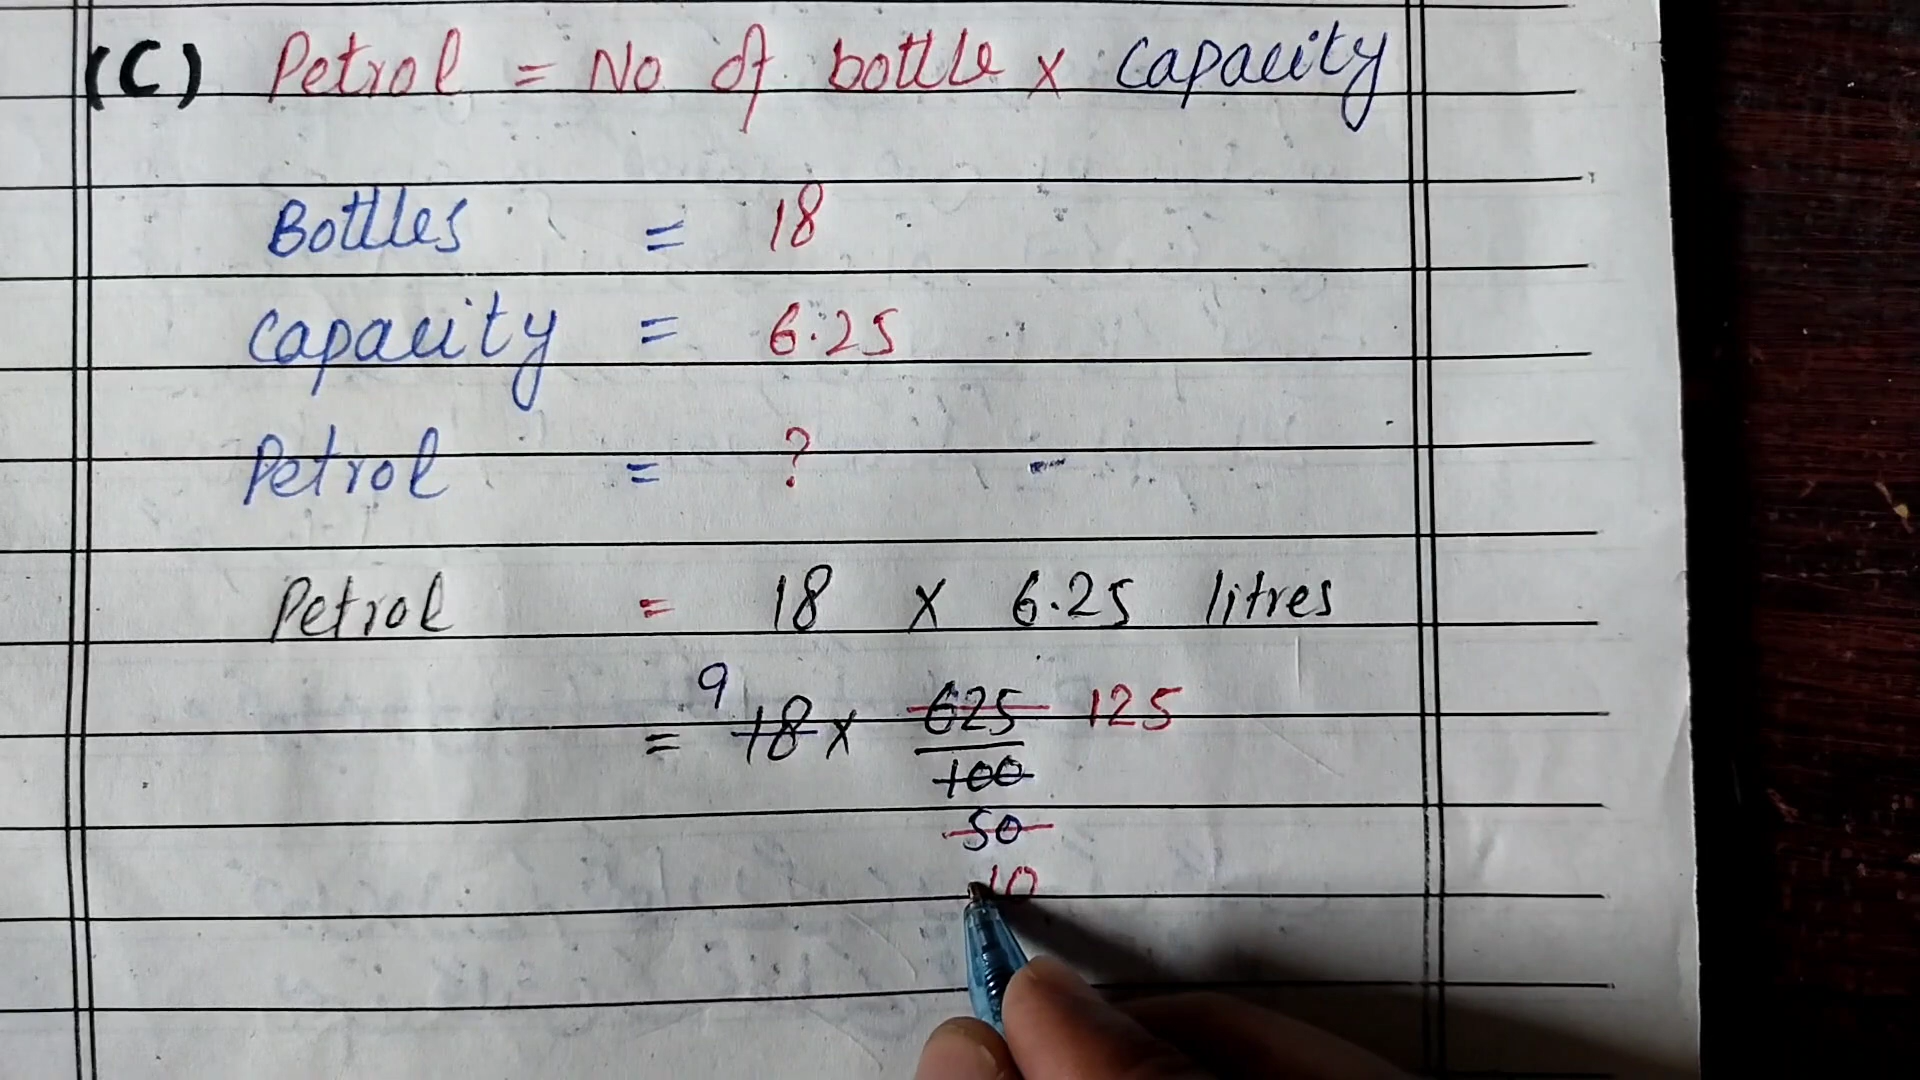 (C) Petrol = No of bottle x capacity
Bottles = 18
capacity = 6.25
Petrol = ?
Petrol = 18 x 6.25 litres
9
= 18 x 625 125
100
50
10